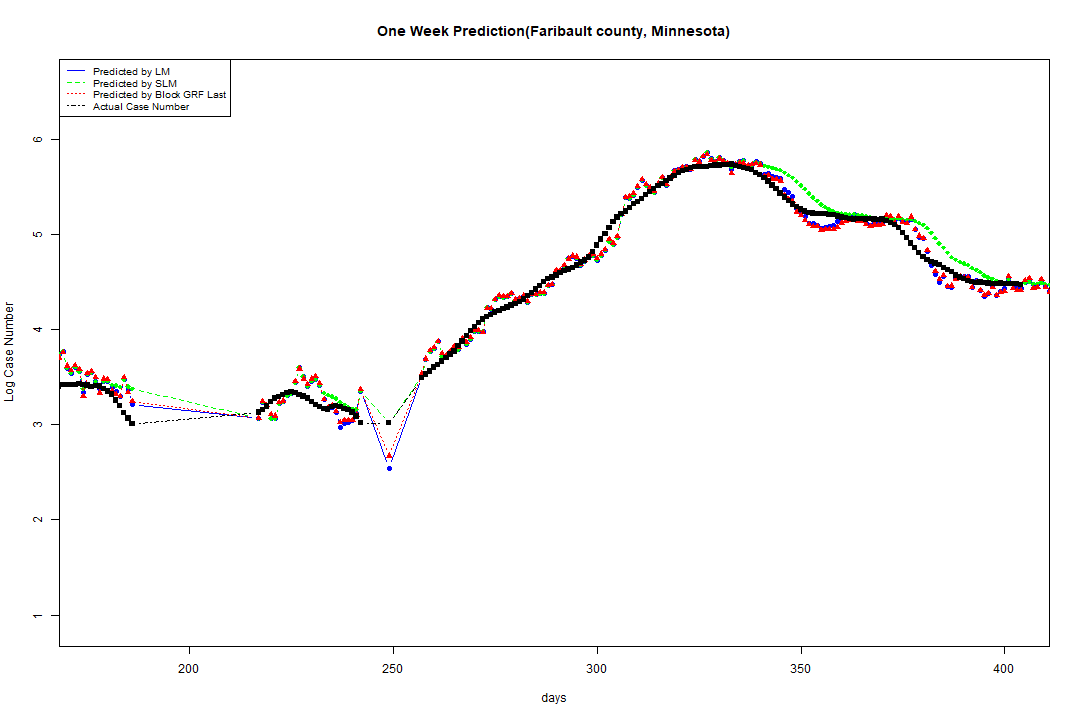 One Week Prediction(Faribault county, Minnesota)
Predicted by LM
Predicted by SLM
Predicted by Block GRF Last
Actual Case Number
Log Case Number
6
5
4
3
2
1
200 250 300 350 400
days